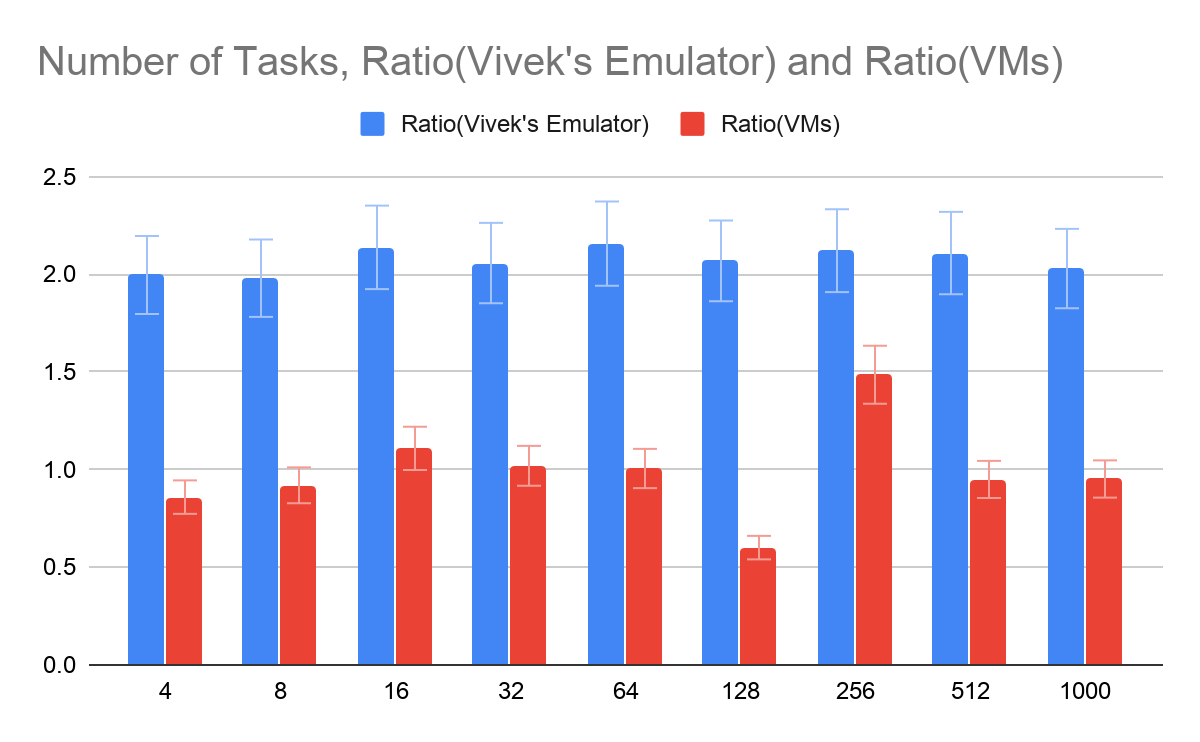 Number of Tasks, Ratio(Vivek's Emulator) and Ratio(VMs)
Ratio(Vivek's Emulator) Ratio(VMs)
2.5
2.0
1.5
1.0
0.5
0.0
4 8 16 32 64 128 256 512 1000